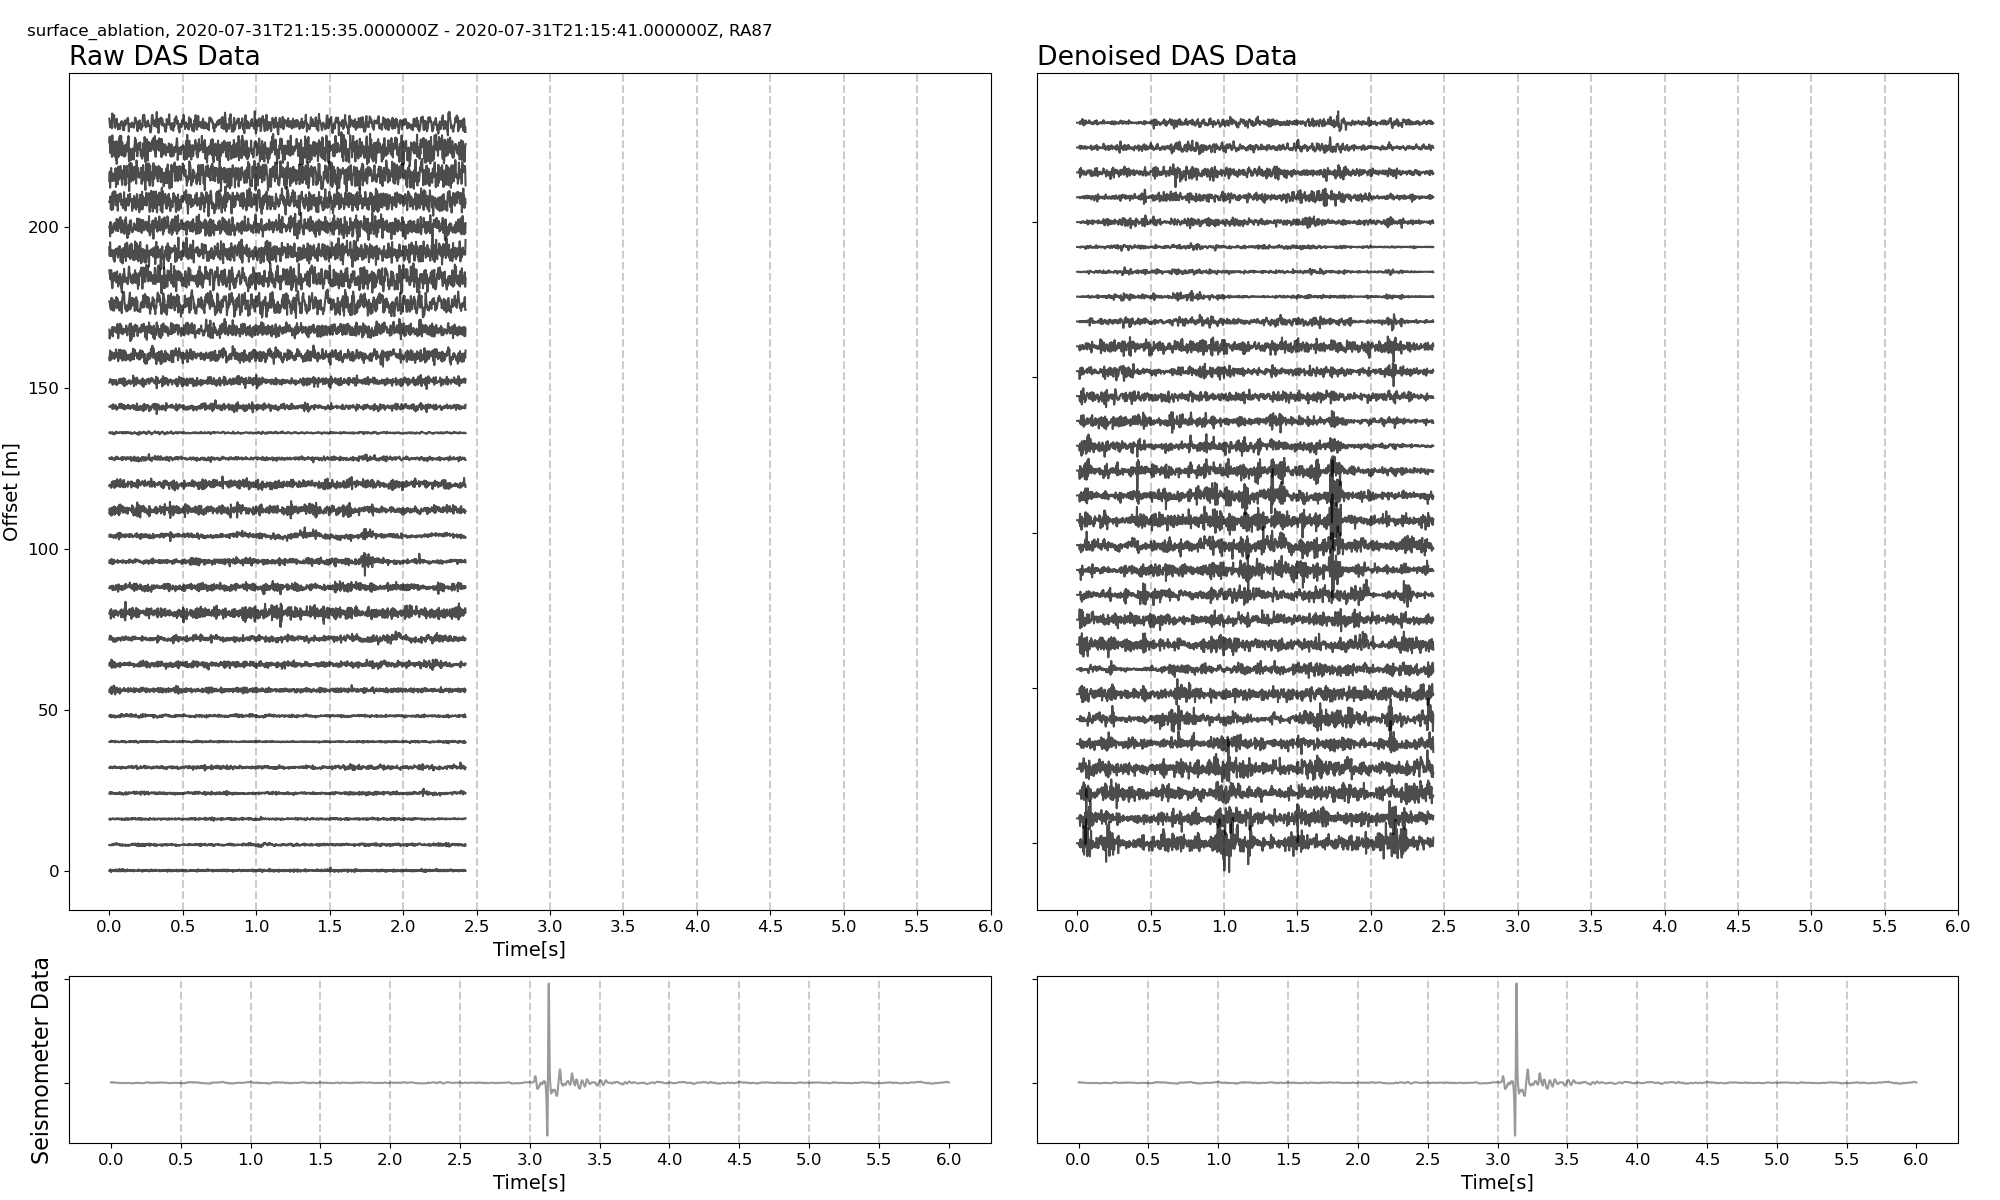 surface_ablation, 2020-07-31T21:15:35.000000Z - 2020-07-31T21:15:41.000000Z, RA87
Raw DAS Data
Denoised DAS Data
Offset [m]
200
150
100
50
0
0.0 0.5 1.0 1.5 2.0 2.5 3.0 3.5 4.0 4.5 5.0 5.5 6.0
Time[s]
0.0 0.5 1.0 1.5 2.0 2.5 3.0 3.5 4.0 4.5 5.0 5.5 6.0
Seismometer Data
0.0 0.5 1.0 1.5 2.0 2.5 3.0 3.5 4.0 4.5 5.0 5.5 6.0
Time[s]
0.0 0.5 1.0 1.5 2.0 2.5 3.0 3.5 4.0 4.5 5.0 5.5 6.0
Time[s]